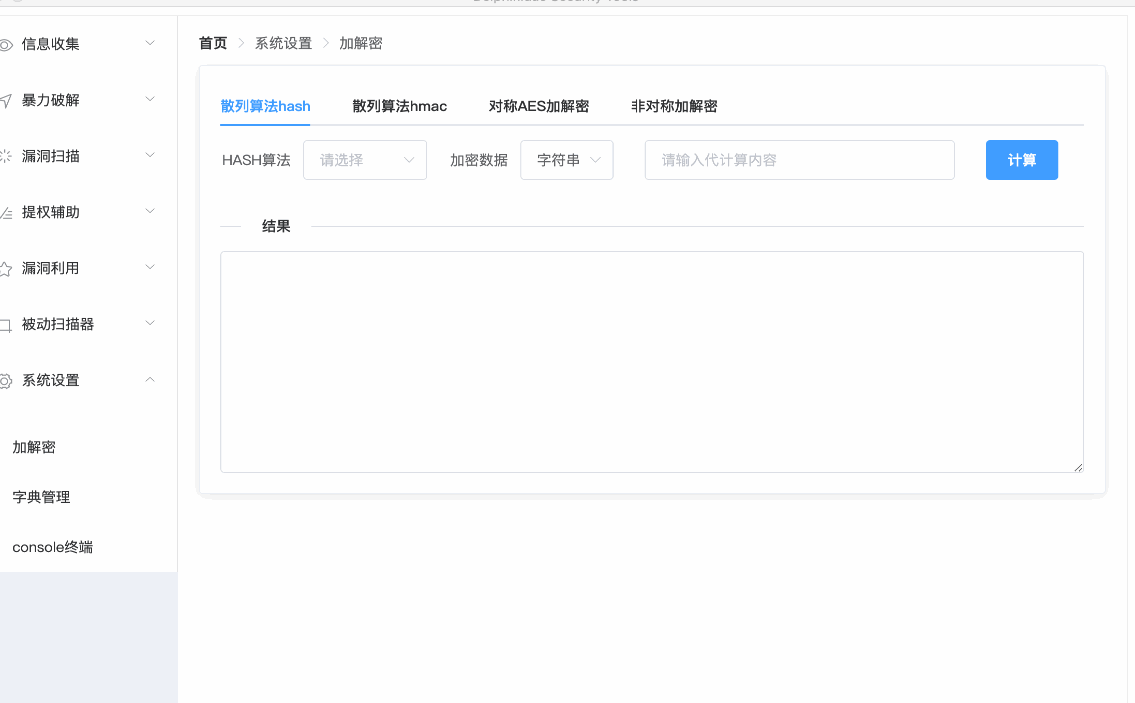 信息收集
暴力破解
漏洞扫描
提权辅助
漏洞利用
被动扫描器
系统设置
加解密
字典管理
console终端
首页 系统设置 加解密
散列算法hash 散列算法hmac 对称AES加解密 非对称加解密
HASH算法 请选择 加密数据 字符串 请输入代计算内容 计算
结果